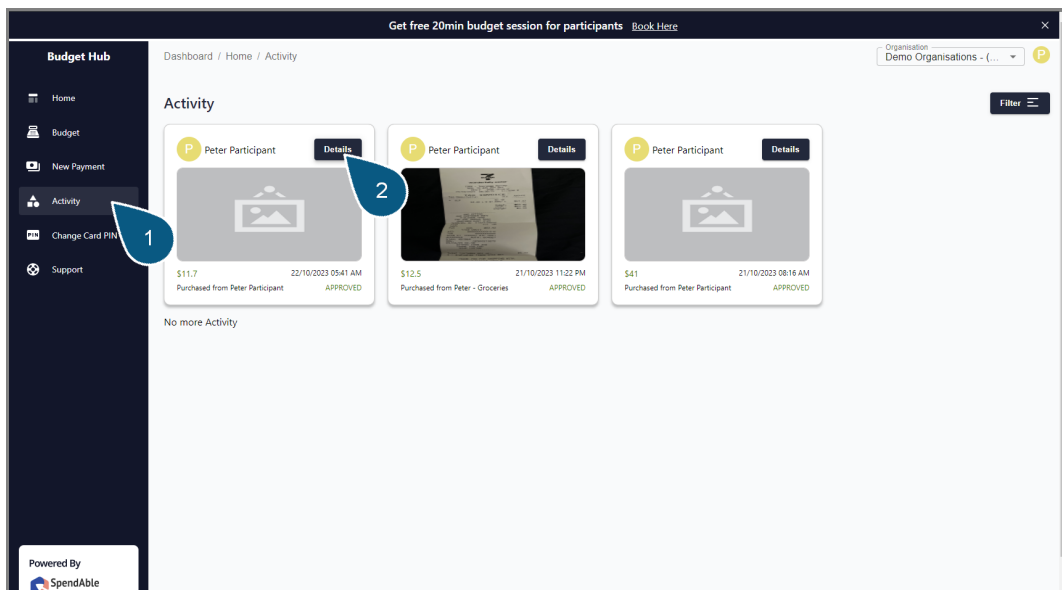 Get free 20min budget session for participants Book Here ×
Budget Hub
Dashboard / Home / Activity
Organisation
Demo Organisations - (...
P
Home
Budget
New Payment
Activity
PIN Change Card PIN
Support
1
Activity
Filter
P Peter Participant Details
2
$11.7 22/10/2023 05:41 AM
Purchased from Peter Participant APPROVED
P Peter Participant Details
$12.5 21/10/2023 11:22 PM
Purchased from Peter - Groceries APPROVED
P Peter Participant Details
$41 21/10/2023 08:16 AM
Purchased from Peter Participant APPROVED
No more Activity
Powered By
SpendAble